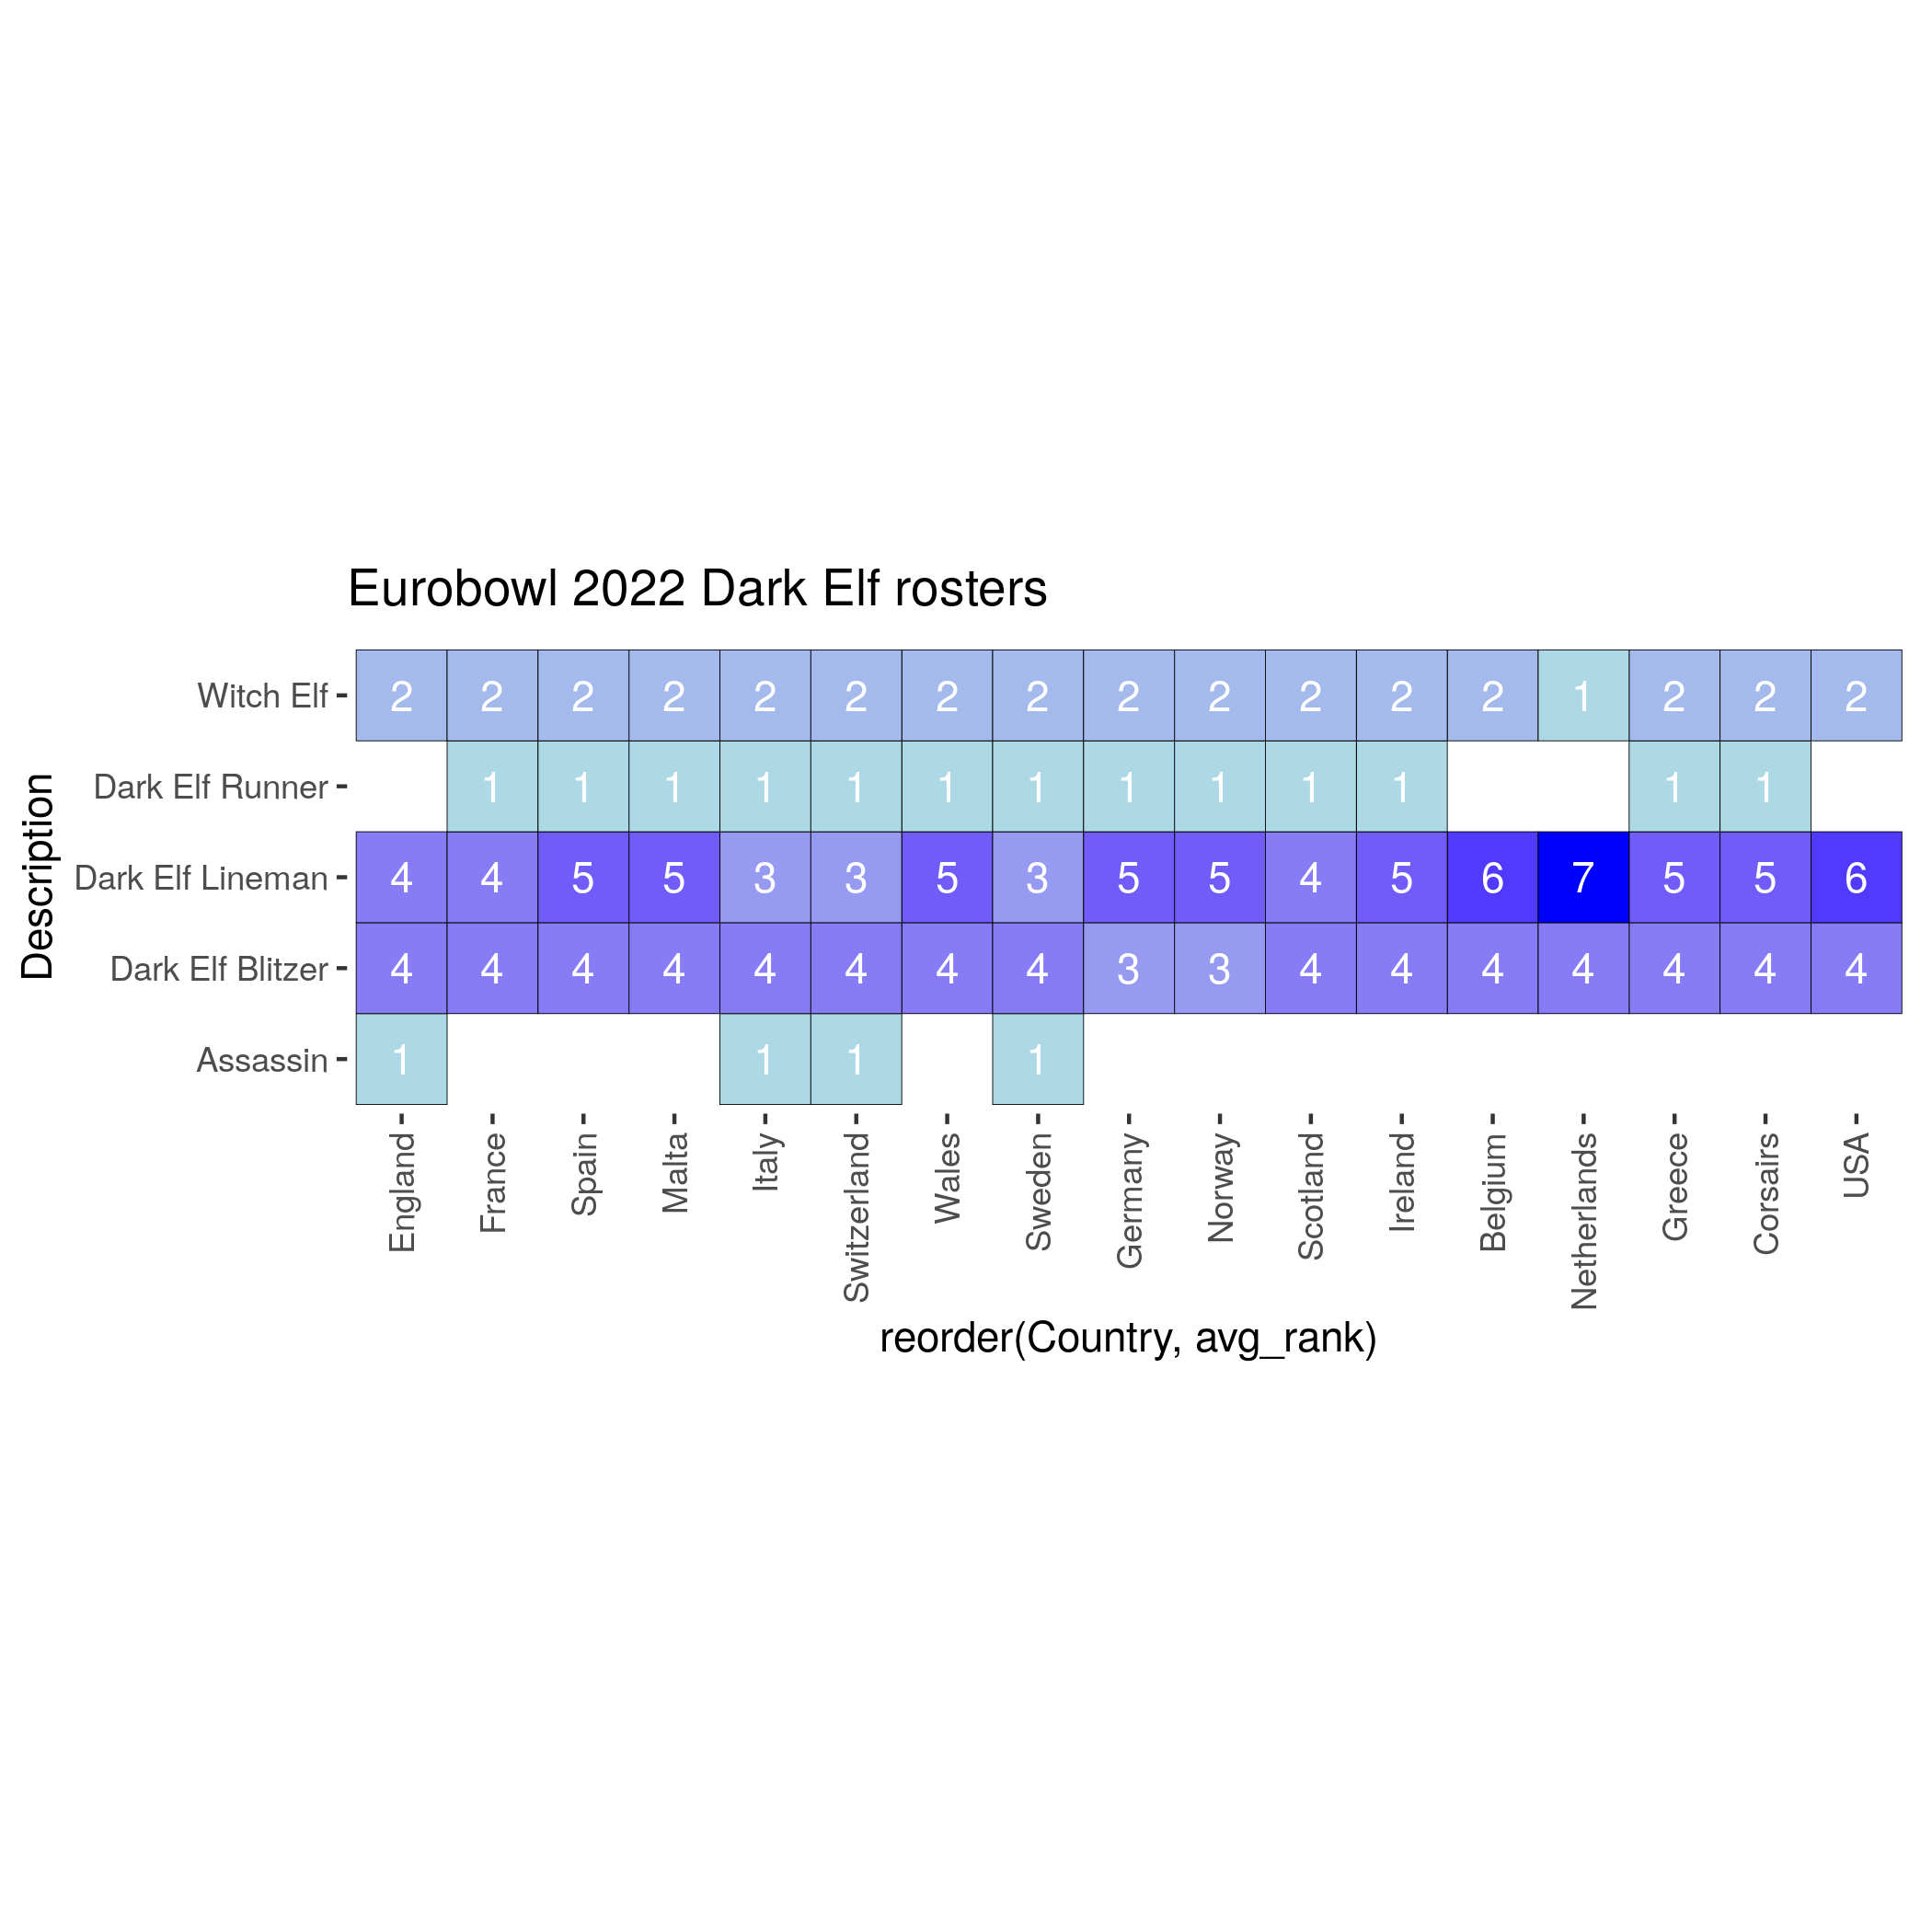 Eurobowl 2022 Dark Elf rosters
Description
Witch Elf 2 2 2 2 2 2 2 2 2 2 2 2 2 1 2 2 2
Dark Elf Runner 1 1 1 1 1 1 1 1 1 1 1 1 1
Dark Elf Lineman 4 4 5 5 3 3 5 3 5 5 4 5 6 7 5 5 6
Dark Elf Blitzer 4 4 4 4 4 4 4 4 3 3 4 4 4 4 4 4 4
Assassin 1 1 1 1
England France Spain Malta Italy Switzerland Wales Sweden Germany Norway Scotland Ireland Belgium Netherlands Greece Corsairs USA
reorder(Country, avg_rank)